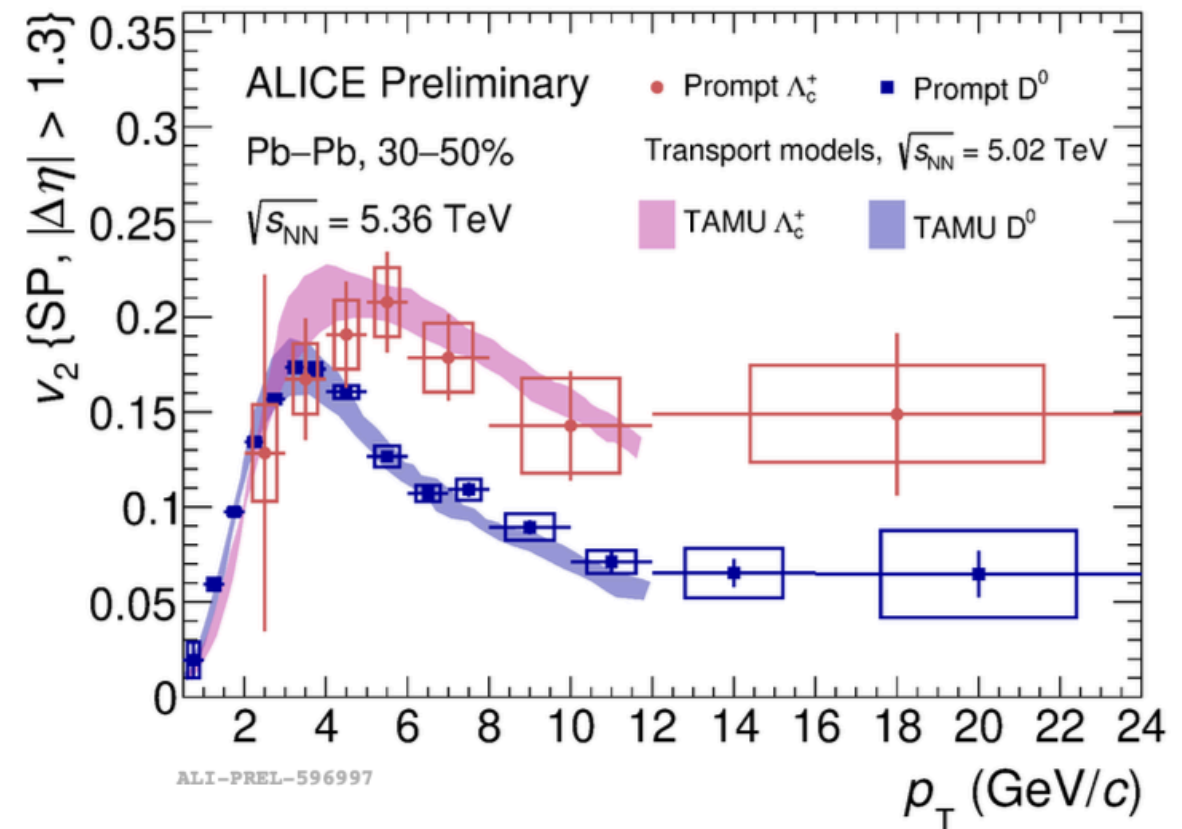 v₂ {SP, |Δη| > 1.3}
0.35
0.3
0.25
0.2
0.15
0.1
0.05
0
ALICE Preliminary
Pb–Pb, 30–50%
√sNN = 5.36 TeV
Prompt Λc⁺ Prompt D⁰
Transport models, √sNN = 5.02 TeV
TAMU Λc⁺ TAMU D⁰
2 4 6 8 10 12 14 16 18 20 22 24
pT (GeV/c)
ALI-PREL-596997